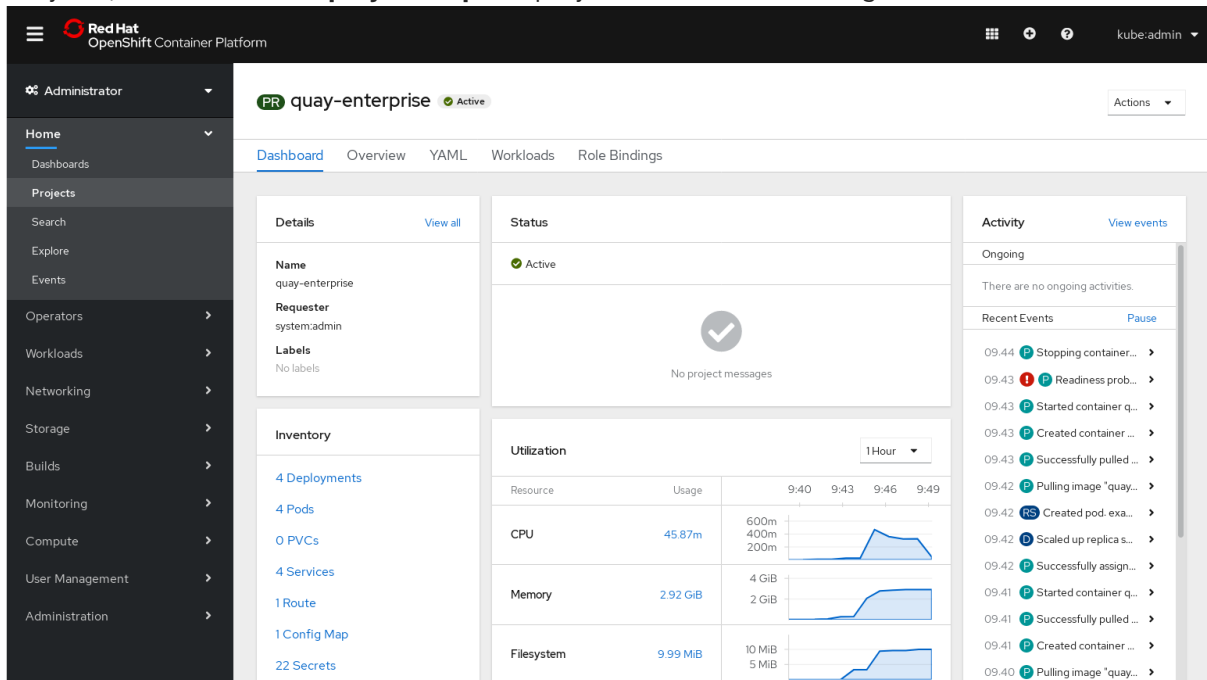 Red Hat
OpenShift Container Platform
kube:admin
Administrator
Home
Dashboards
Projects
Search
Explore
Events
Operators
Workloads
Networking
Storage
Builds
Monitoring
Compute
User Management
Administration
PR quay-enterprise Active
Actions
Dashboard Overview YAML Workloads Role Bindings
Details View all
Name
quay-enterprise
Requester
system:admin
Labels
No labels
Inventory
4 Deployments
4 Pods
0 PVCs
4 Services
1 Route
1 Config Map
22 Secrets
Status
Active
No project messages
Utilization 1 Hour
Resource Usage 9:40 9:43 9:46 9:49
CPU 45.87m 600m
400m
200m
Memory 2.92 GiB 4 GiB
2 GiB
Filesystem 9.99 MiB 10 MiB
5 MiB
Activity View events
Ongoing
There are no ongoing activities.
Recent Events Pause
09.44 P Stopping container...
09.43 P Readiness prob...
09.43 P Started container q...
09.43 P Created container ...
09.43 P Successfully pulled ...
09.42 P Pulling image "quay...
09.42 RS Created pod: exa...
09.42 D Scaled up replica s...
09.42 P Successfully assign...
09.41 P Started container q...
09.41 P Successfully pulled ...
09.41 P Created container ...
09.40 P Pulling image "quay...